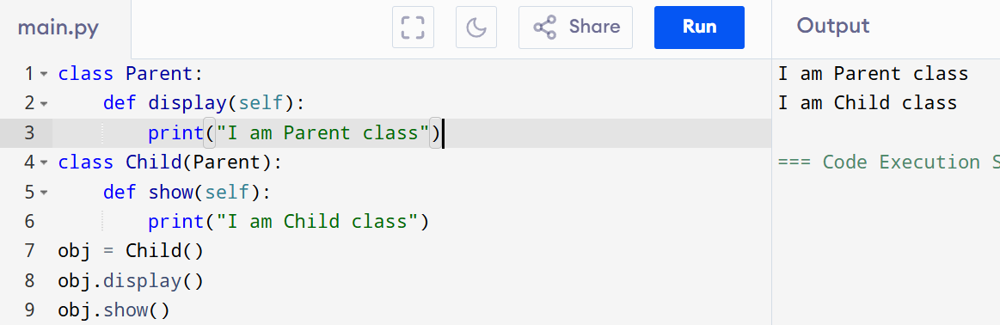 main.py
Share
Run
Output
1 class Parent:
2     def display(self):
3         print("I am Parent class")
4 class Child(Parent):
5     def show(self):
6         print("I am Child class")
7 obj = Child()
8 obj.display()
9 obj.show()
I am Parent class
I am Child class
=== Code Execution S